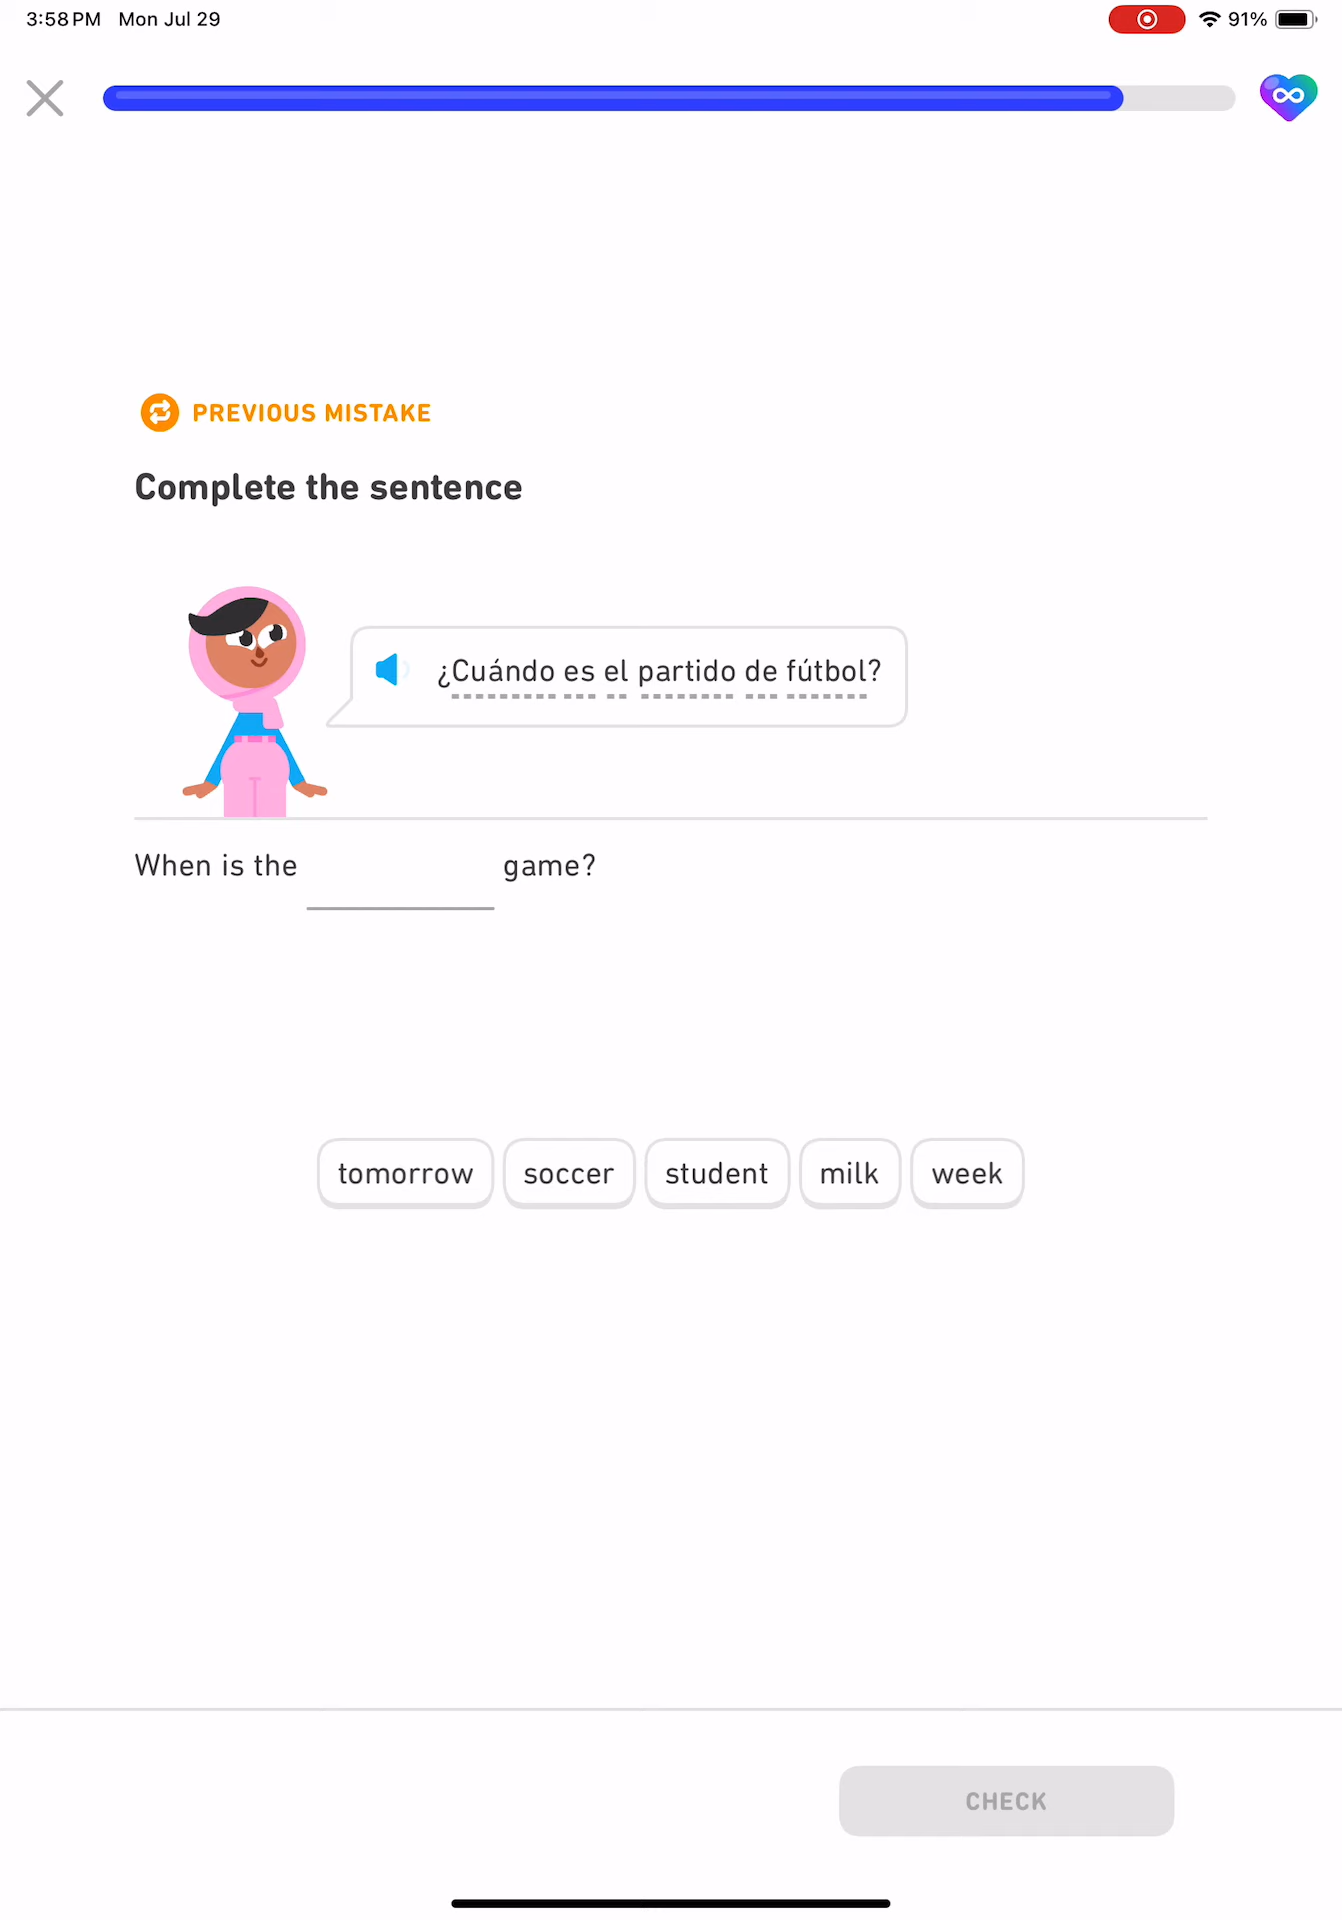 3:58 PM Mon Jul 29
91%
PREVIOUS MISTAKE
Complete the sentence
¿Cuándo es el partido de fútbol?
When is the ________ game?
tomorrow soccer student milk week
CHECK